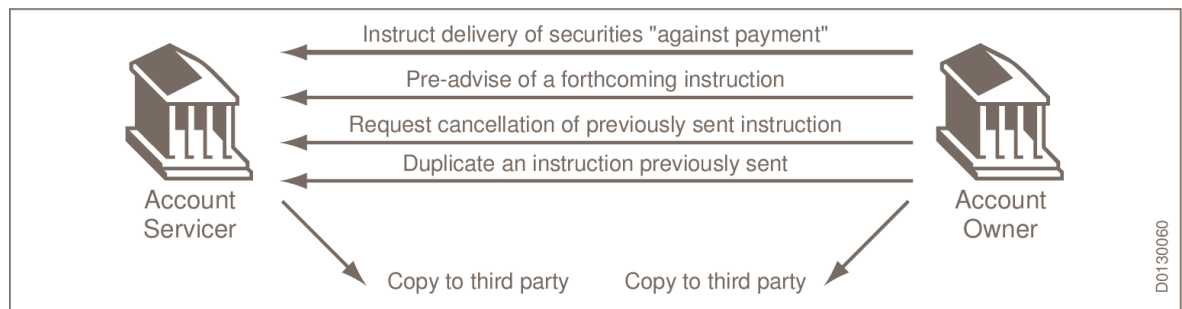 Instruct delivery of securities "against payment"
Pre-advise of a forthcoming instruction
Request cancellation of previously sent instruction
Duplicate an instruction previously sent
Account
Servicer
Account
Owner
Copy to third party
Copy to third party
D0130060